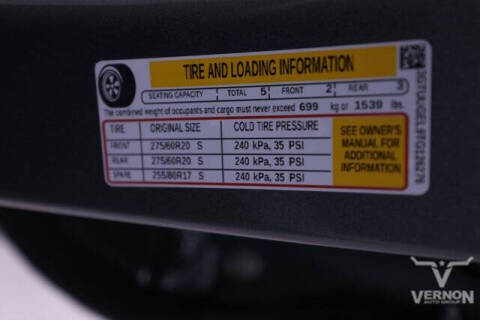 TIRE AND LOADING INFORMATION
SEATING CAPACITY TOTAL 5 FRONT 2 REAR 3
The combined weight of occupants and cargo must never exceed 699 kg or 1539 lbs.
TIRE ORIGINAL SIZE COLD TIRE PRESSURE
FRONT 275/60R20 S 240 kPa, 35 PSI
REAR 275/60R20 S 240 kPa, 35 PSI
SPARE 255/80R17 S 240 kPa, 35 PSI
SEE OWNER'S
MANUAL FOR
ADDITIONAL
INFORMATION
VERNON
AUTO GROUP